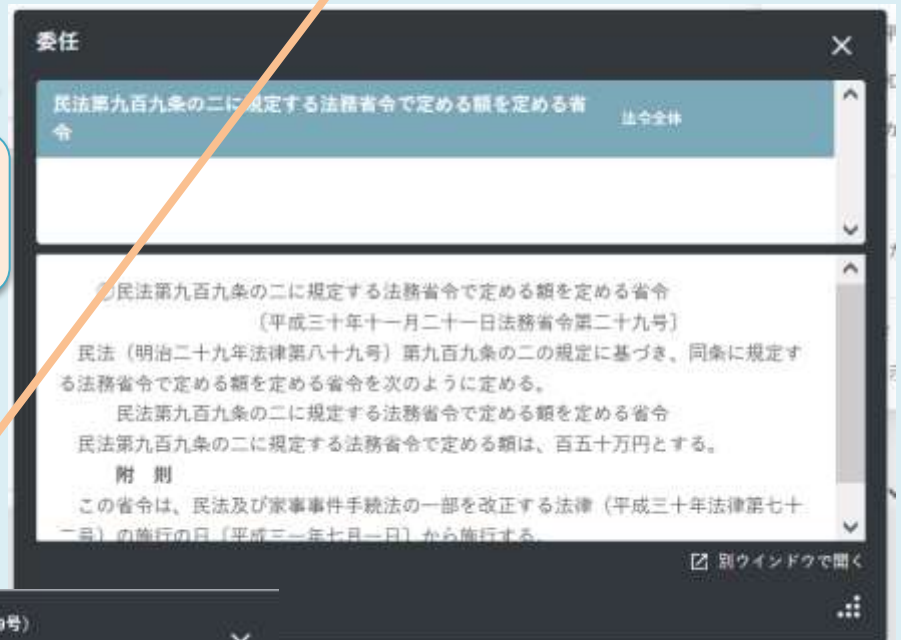 委任
民法第九百九条の二に規定する法務省令で定める額を定める省
令
法令全体
民法第九百九条の二に規定する法務省令で定める額を定める省令
〔平成三十年十一月二十一日法務省令第二十九号〕
民法（明治二十九年法律第八十九号）第九百九条の二の規定に基づき、同条に規定す
る法務省令で定める額を定める省令を次のように定める。
民法第九百九条の二に規定する法務省令で定める額を定める省令
民法第九百九条の二に規定する法務省令で定める額は、百五十万円とする。
附　則
この省令は、民法及び家事事件手続法の一部を改正する法律（平成三十年法律第七十
二号）の施行の日〔平成三一年七月一日〕から施行する。
別ウインドウで開く
号）